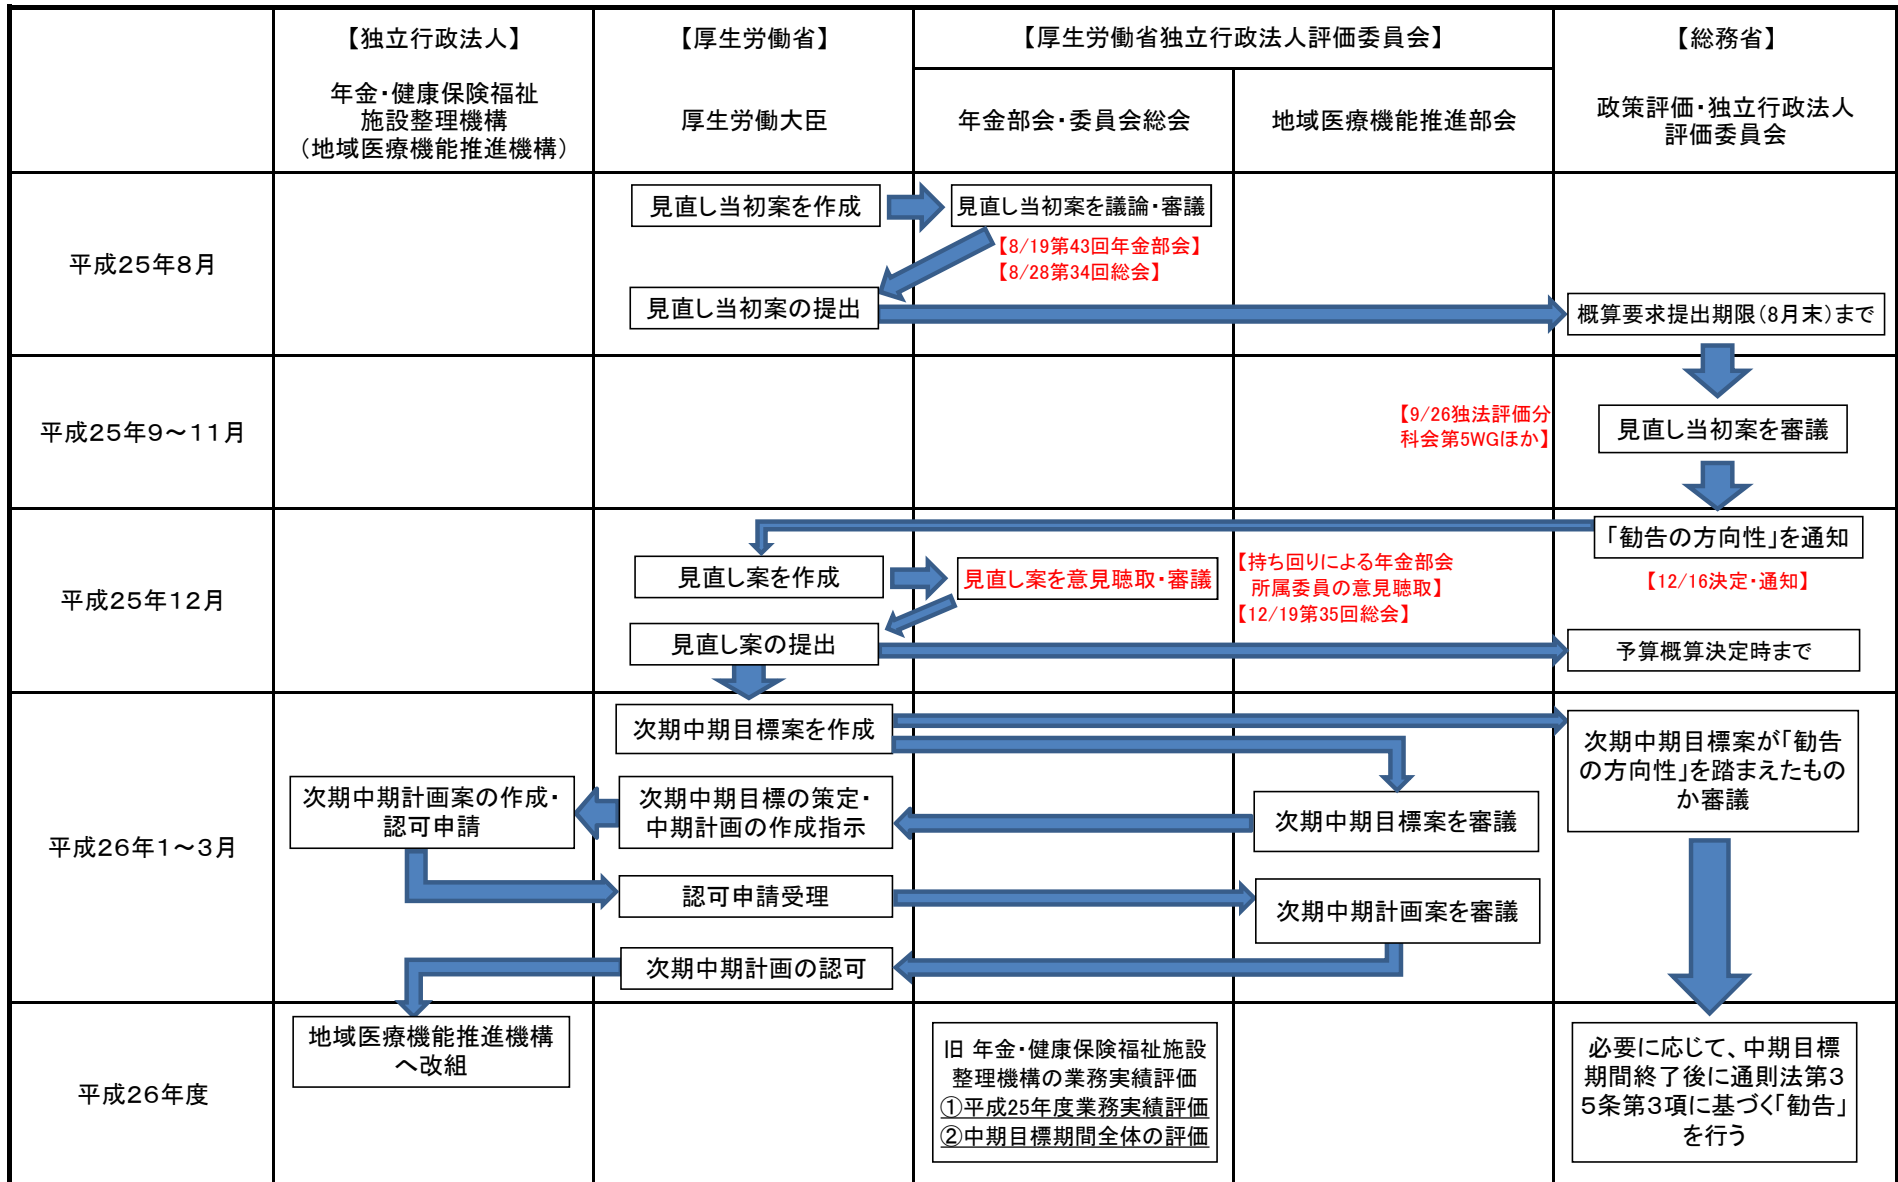 【独立行政法人】
年金・健康保険福祉
施設整理機構
（地域医療機能推進機構）
【厚生労働省】
厚生労働大臣
【厚生労働省独立行政法人評価委員会】
年金部会・委員会総会
地域医療機能推進部会
【総務省】
政策評価・独立行政法人
評価委員会
平成２５年８月
見直し当初案を作成
見直し当初案を議論・審議
【8/19第43回年金部会】
【8/28第34回総会】
見直し当初案の提出
概算要求提出期限（8月末）まで
平成２５年９～１１月
【9/26独法評価分
科会第5WGほか】
見直し当初案を審議
平成２５年１２月
「勧告の方向性」を通知
【12/16決定・通知】
見直し案を作成
見直し案を意見聴取・審議
【持ち回りによる年金部会
所属委員の意見聴取】
【12/19第35回総会】
見直し案の提出
予算概算決定時まで
平成２６年１～３月
次期中期目標案を作成
次期中期目標案が「勧告
の方向性」を踏まえたもの
か審議
次期中期計画案の作成・
認可申請
次期中期目標の策定・
中期計画の作成指示
次期中期目標案を審議
認可申請受理
次期中期計画案を審議
次期中期計画の認可
平成２６年度
地域医療機能推進機構
へ改組
旧 年金・健康保険福祉施設
整理機構の業務実績評価
①平成25年度業務実績評価
②中期目標期間全体の評価
必要に応じて、中期目標
期間終了後に通則法第３
５条第３項に基づく「勧告」
を行う